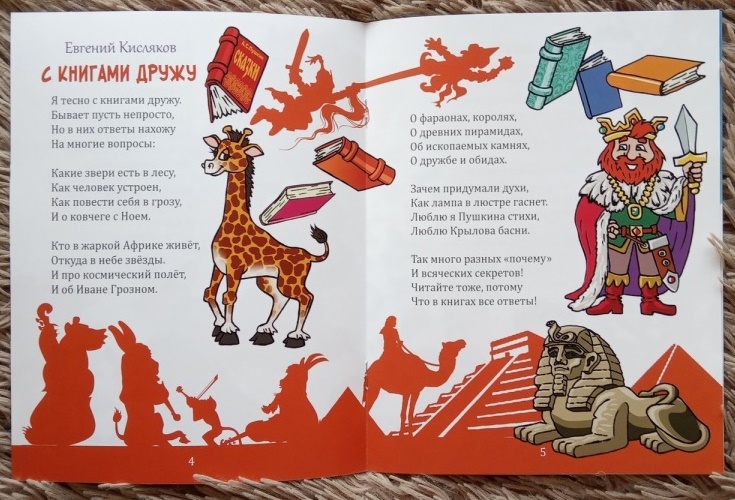 Евгений Кисляков
С КНИГАМИ ДРУЖУ
Я тесно с книгами дружу.
Бывает пусть непросто,
Но в них ответы нахожу
На многие вопросы:
Какие звери есть в лесу,
Как человек устроен,
Как повести себя в грозу,
И о ковчеге с Ноем.
Кто в жаркой Африке живёт,
Откуда в небе звёзды.
И про космический полёт,
И об Иване Грозном.
4
А.С.Пушкин
СКАЗКИ
О фараонах, королях,
О древних пирамидах,
Об ископаемых камнях,
О дружбе и обидах.
Зачем придумали духи,
Как лампа в люстре гаснет.
Люблю я Пушкина стихи,
Люблю Крылова басни.
Так много разных «почему»
И всяческих секретов!
Читайте тоже, потому
Что в книгах все ответы!
5